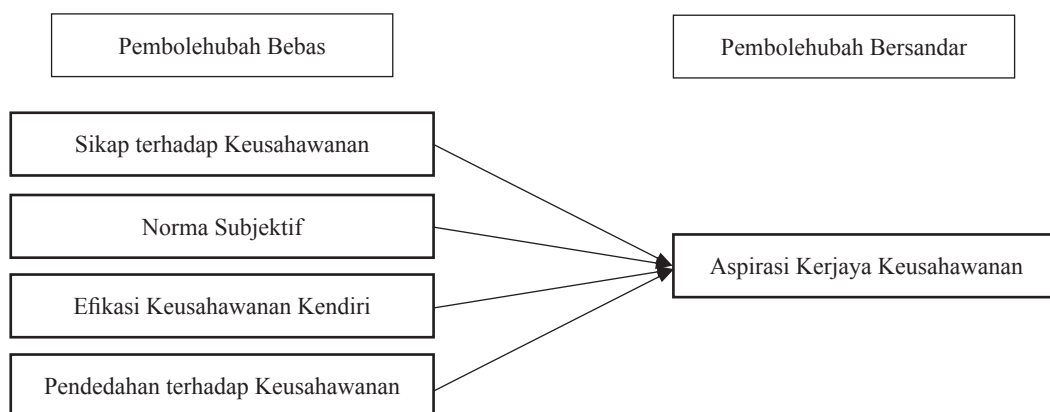 Pembolehubah Bebas
Pembolehubah Bersandar
Sikap terhadap Keusahawanan
Norma Subjektif
Aspirasi Kerjaya Keusahawanan
Efikasi Keusahawanan Kendiri
Pendedahan terhadap Keusahawanan